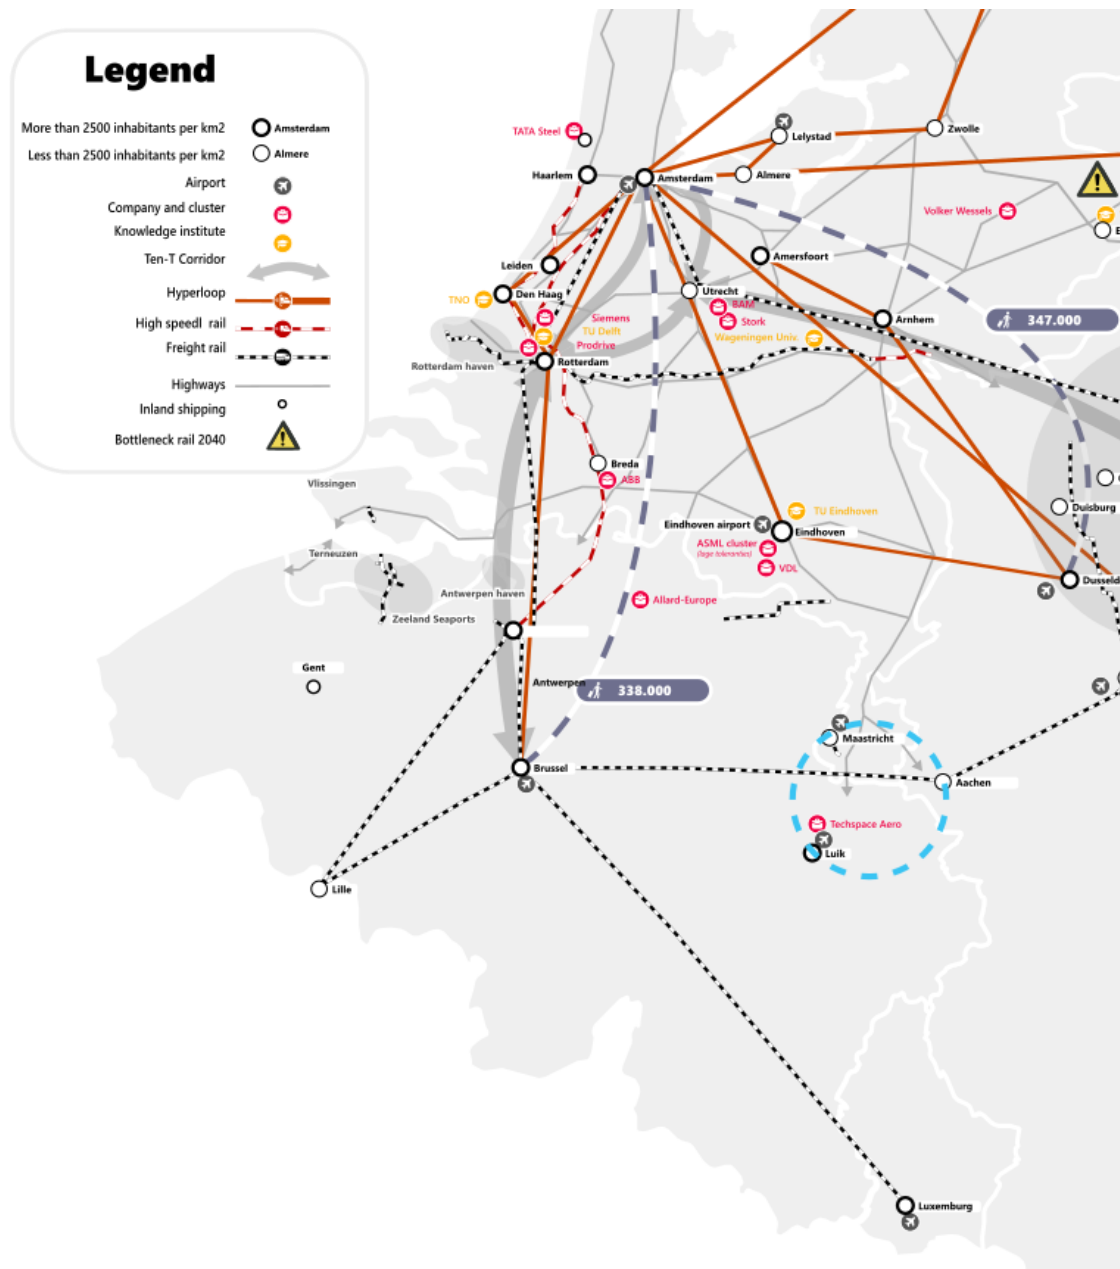 Legend
More than 2500 inhabitants per km2
Amsterdam
Less than 2500 inhabitants per km2
Almere
Airport
Company and cluster
Knowledge institute
Ten-T Corridor
Hyperloop
High speedl rail
Freight rail
Highways
Inland shipping
Bottleneck rail 2040
TATA Steel
Lelystad
Zwolle
Haarlem
Amsterdam
Almere
Volker Wessels
E
Amersfoort
Leiden
Den Haag
TNO
Utrecht
BAM
Siemens
Stork
TU Delft
Prodrive
Wageningen Univ.
Arnhem
347.000
Rotterdam haven
Rotterdam
Breda
ABB
Vlissingen
Duisburg
TU Eindhoven
Eindhoven airport
Eindhoven
ASML cluster
(lage toleranties)
VDL
Terneuzen
Dusseld
Antwerpen haven
Allard-Europe
Zeeland Seaports
Gent
Antwerpen
338.000
Maastricht
Brussel
Aachen
Techspace Aero
Luik
Lille
Luxemburg